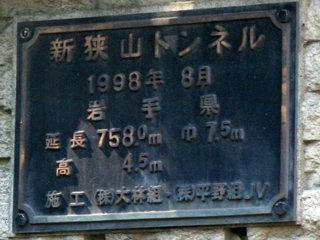 新狭山トンネル
1998年 8月
岩手県
延長 758.0m 巾 7.5m
高 4.5m
施工 (株)大林組・(株)平野組JV